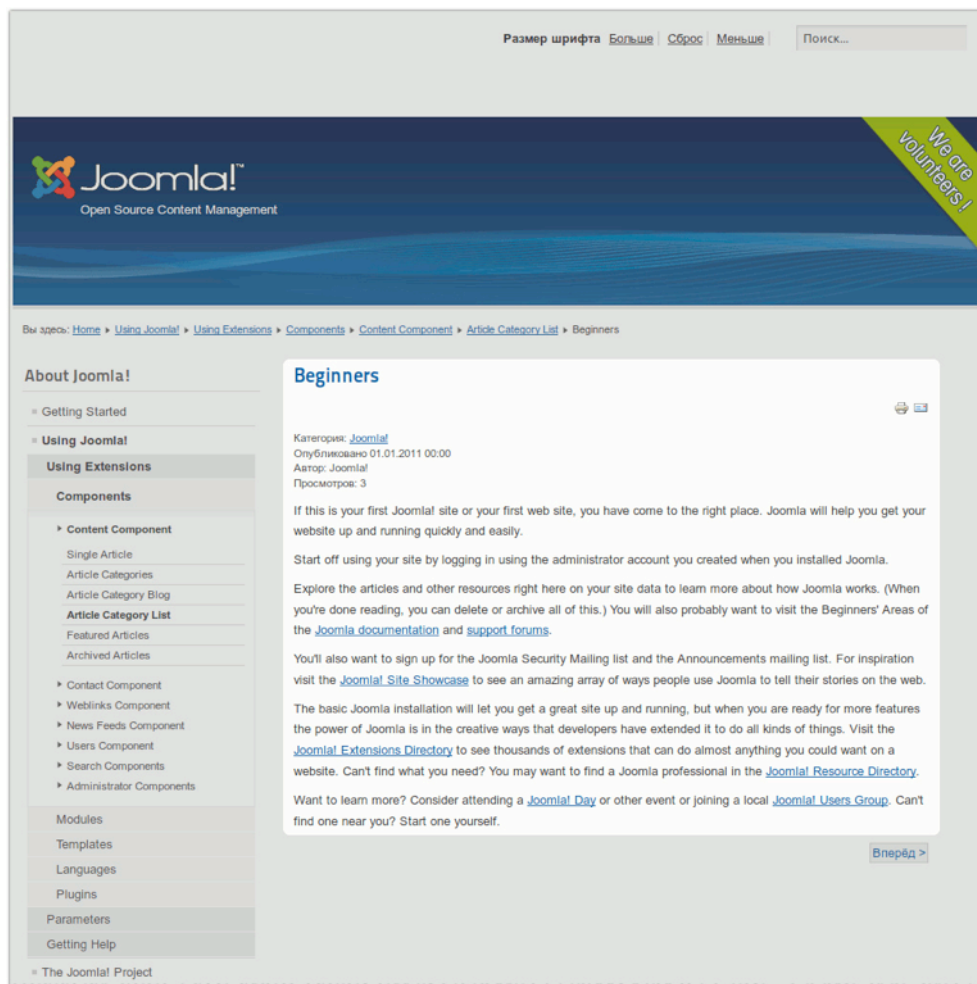 Размер шрифта Больше Сброс Меньше Поиск...
We are
volunteers !
Joomla!™
Open Source Content Management
Вы здесь: Home Using Joomla! Using Extensions Components Content Component Article Category List Beginners
About Joomla!
Getting Started
Using Joomla!
Using Extensions
Components
Content Component
Single Article
Article Categories
Article Category Blog
Article Category List
Featured Articles
Archived Articles
Contact Component
Weblinks Component
News Feeds Component
Users Component
Search Components
Administrator Components
Modules
Templates
Languages
Plugins
Parameters
Getting Help
The Joomla! Project
Beginners
Категория: Joomla!
Опубликовано 01.01.2011 00:00
Автор: Joomla!
Просмотров: 3
If this is your first Joomla! site or your first web site, you have come to the right place. Joomla will help you get your
website up and running quickly and easily.
Start off using your site by logging in using the administrator account you created when you installed Joomla.
Explore the articles and other resources right here on your site data to learn more about how Joomla works. (When
you're done reading, you can delete or archive all of this.) You will also probably want to visit the Beginners' Areas of
the Joomla documentation and support forums.
You'll also want to sign up for the Joomla Security Mailing list and the Announcements mailing list. For inspiration
visit the Joomla! Site Showcase to see an amazing array of ways people use Joomla to tell their stories on the web.
The basic Joomla installation will let you get a great site up and running, but when you are ready for more features
the power of Joomla is in the creative ways that developers have extended it to do all kinds of things. Visit the
Joomla! Extensions Directory to see thousands of extensions that can do almost anything you could want on a
website. Can't find what you need? You may want to find a Joomla professional in the Joomla! Resource Directory.
Want to learn more? Consider attending a Joomla! Day or other event or joining a local Joomla! Users Group. Can't
find one near you? Start one yourself.
Вперёд >